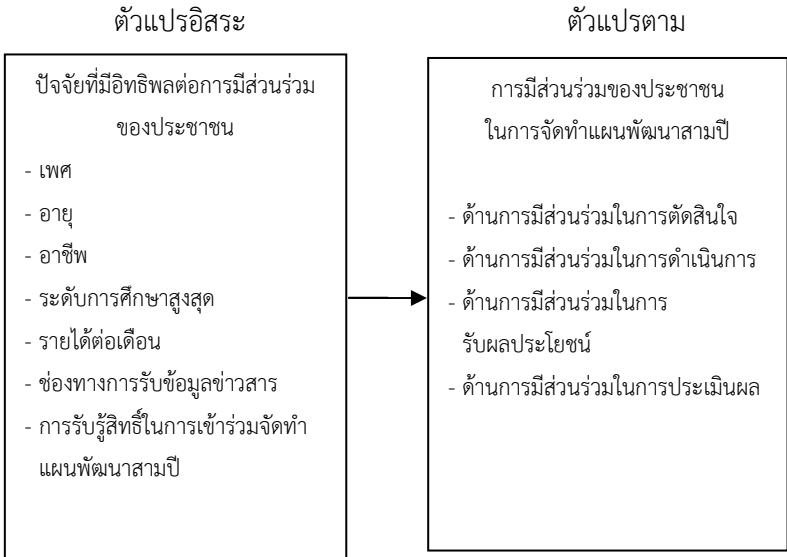 ตัวแปรอิสระ
ปัจจัยที่มีอิทธิพลต่อการมีส่วนร่วม
ของประชาชน
- เพศ
- อายุ
- อาชีพ
- ระดับการศึกษาสูงสุด
- รายได้ต่อเดือน
- ช่องทางการรับข้อมูลข่าวสาร
- การรับรู้สิทธิ์ในการเข้าร่วมจัดทำ
แผนพัฒนาสามปี
ตัวแปรตาม
การมีส่วนร่วมของประชาชน
ในการจัดทำแผนพัฒนาสามปี
- ด้านการมีส่วนร่วมในการตัดสินใจ
- ด้านการมีส่วนร่วมในการดำเนินการ
- ด้านการมีส่วนร่วมในการ
รับผลประโยชน์
- ด้านการมีส่วนร่วมในการประเมินผล